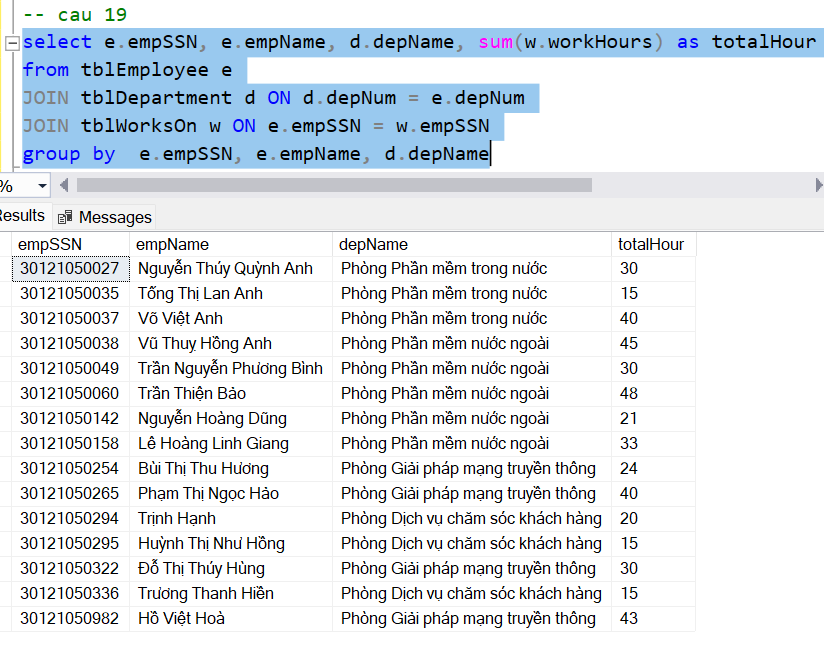 -- cau 19
select e.empSSN, e.empName, d.depName, sum(w.workHours) as totalHour
from tblEmployee e
JOIN tblDepartment d ON d.depNum = e.depNum
JOIN tblWorksOn w ON e.empSSN = w.empSSN
group by  e.empSSN, e.empName, d.depName
%
Results Messages
empSSN empName depName totalHour
30121050027 Nguyễn Thúy Quỳnh Anh Phòng Phần mềm trong nước 30
30121050035 Tống Thị Lan Anh Phòng Phần mềm trong nước 15
30121050037 Võ Việt Anh Phòng Phần mềm trong nước 40
30121050038 Vũ Thuỵ Hồng Anh Phòng Phần mềm nước ngoài 45
30121050049 Trần Nguyễn Phương Bình Phòng Phần mềm nước ngoài 30
30121050060 Trần Thiện Bảo Phòng Phần mềm nước ngoài 48
30121050142 Nguyễn Hoàng Dũng Phòng Phần mềm nước ngoài 21
30121050158 Lê Hoàng Linh Giang Phòng Phần mềm nước ngoài 33
30121050254 Bùi Thị Thu Hương Phòng Giải pháp mạng truyền thông 24
30121050265 Phạm Thị Ngọc Hảo Phòng Giải pháp mạng truyền thông 40
30121050294 Trịnh Hạnh Phòng Dịch vụ chăm sóc khách hàng 20
30121050295 Huỳnh Thị Như Hồng Phòng Dịch vụ chăm sóc khách hàng 15
30121050322 Đỗ Thị Thúy Hùng Phòng Giải pháp mạng truyền thông 30
30121050336 Trương Thanh Hiền Phòng Dịch vụ chăm sóc khách hàng 15
30121050982 Hồ Việt Hoà Phòng Giải pháp mạng truyền thông 43